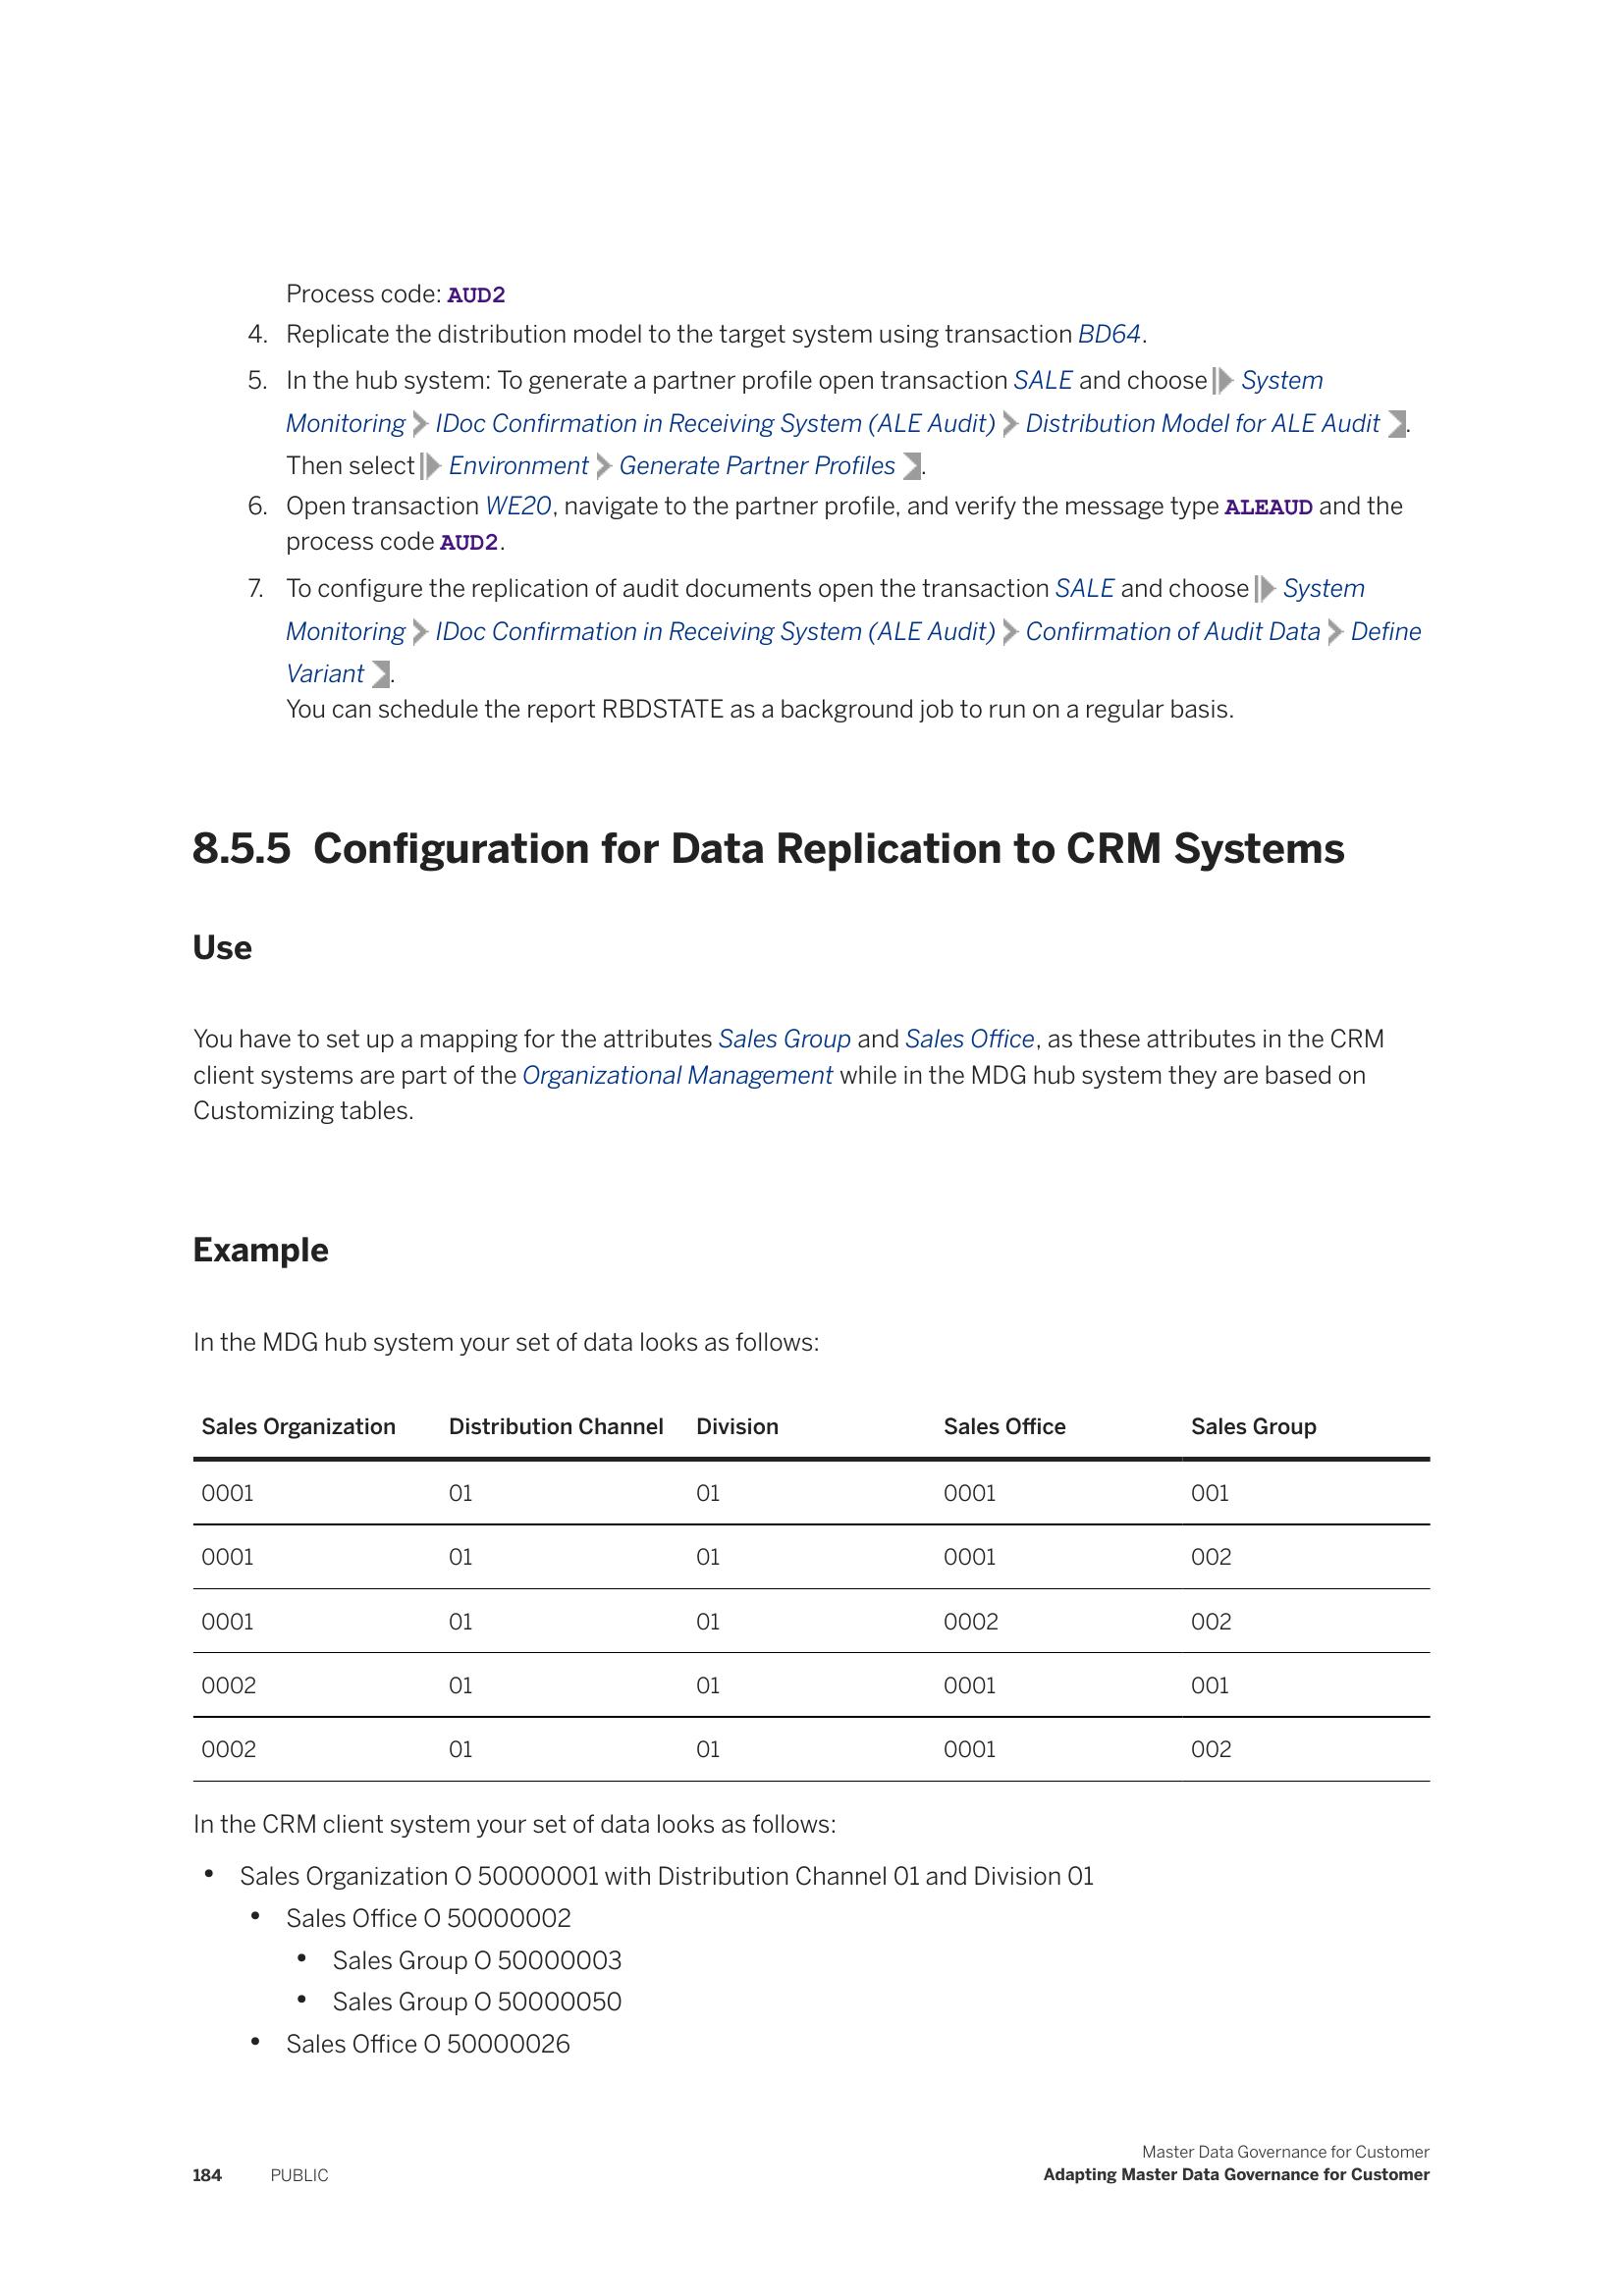 Process code: AUD2
4. Replicate the distribution model to the target system using transaction BD64.
5. In the hub system: To generate a partner profile open transaction SALE and choose System
Monitoring IDoc Confirmation in Receiving System (ALE Audit) Distribution Model for ALE Audit .
Then select Environment Generate Partner Profiles .
6. Open transaction WE20, navigate to the partner profile, and verify the message type ALEAUD and the
process code AUD2.
7. To configure the replication of audit documents open the transaction SALE and choose System
Monitoring IDoc Confirmation in Receiving System (ALE Audit) Confirmation of Audit Data Define
Variant .
You can schedule the report RBDSTATE as a background job to run on a regular basis.
8.5.5 Configuration for Data Replication to CRM Systems
Use
You have to set up a mapping for the attributes Sales Group and Sales Office, as these attributes in the CRM
client systems are part of the Organizational Management while in the MDG hub system they are based on
Customizing tables.
Example
In the MDG hub system your set of data looks as follows:
Sales Organization Distribution Channel Division Sales Office Sales Group
0001 01 01 0001 001
0001 01 01 0001 002
0001 01 01 0002 002
0002 01 01 0001 001
0002 01 01 0001 002
In the CRM client system your set of data looks as follows:
• Sales Organization O 50000001 with Distribution Channel 01 and Division 01
• Sales Office O 50000002
• Sales Group O 50000003
• Sales Group O 50000050
• Sales Office O 50000026
Master Data Governance for Customer
184 PUBLIC Adapting Master Data Governance for Customer